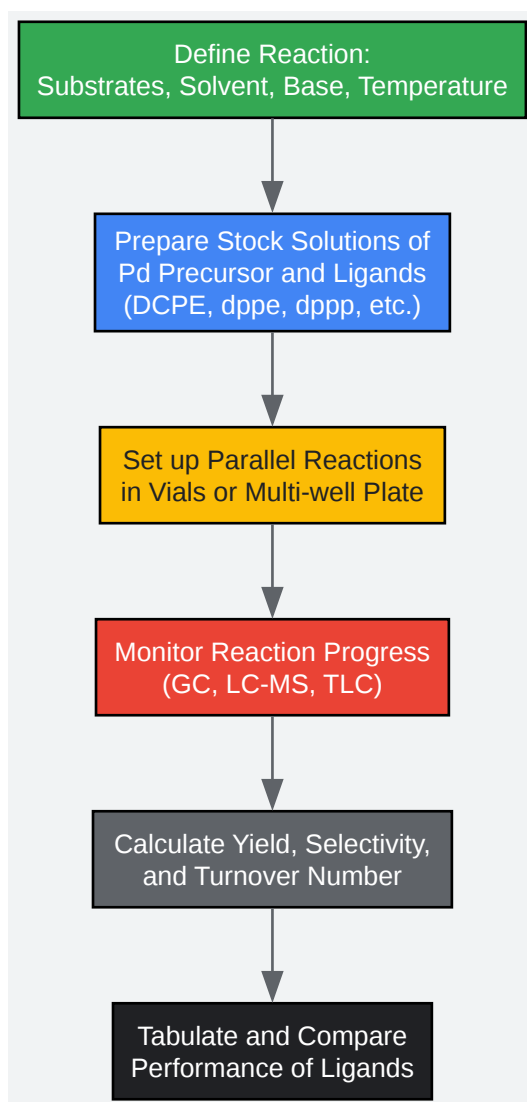 Define Reaction:
Substrates, Solvent, Base, Temperature
Prepare Stock Solutions of
Pd Precursor and Ligands
(DCPE, dppe, dppp, etc.)
Set up Parallel Reactions
in Vials or Multi-well Plate
Monitor Reaction Progress
(GC, LC-MS, TLC)
Calculate Yield, Selectivity,
and Turnover Number
Tabulate and Compare
Performance of Ligands